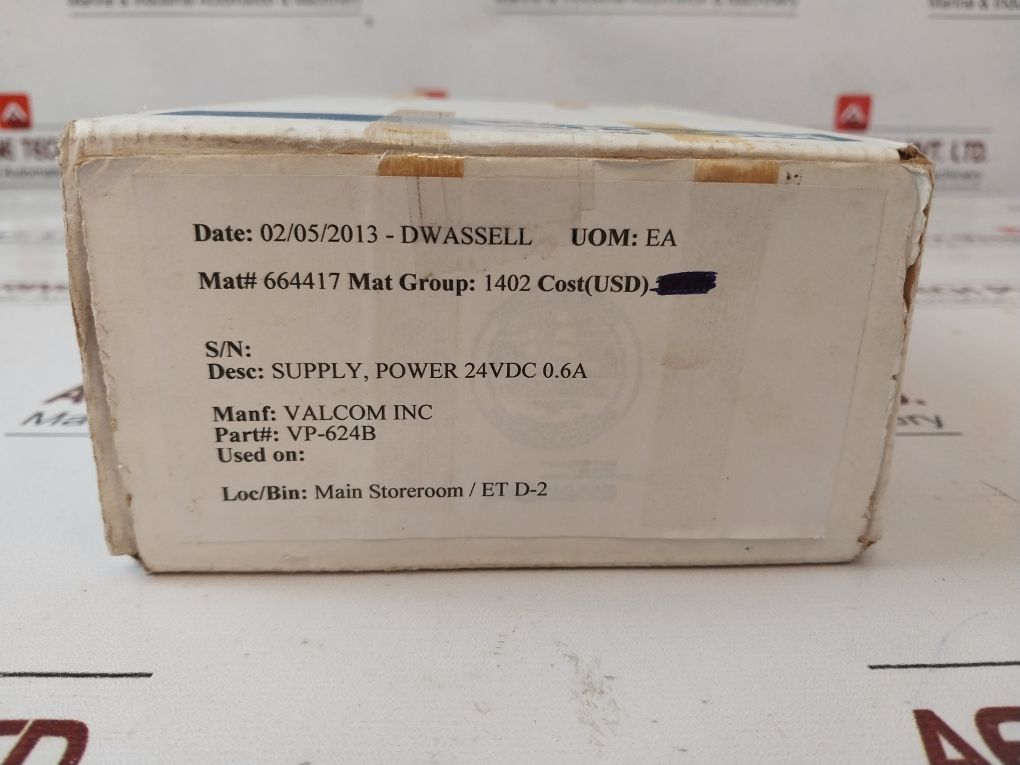 Date: 02/05/2013 - DWASSELL UOM: EA
Mat# 664417 Mat Group: 1402 Cost(USD)
S/N:
Desc: SUPPLY, POWER 24VDC 0.6A
Manf: VALCOM INC
Part#: VP-624B
Used on:
Loc/Bin: Main Storeroom / ET D-2